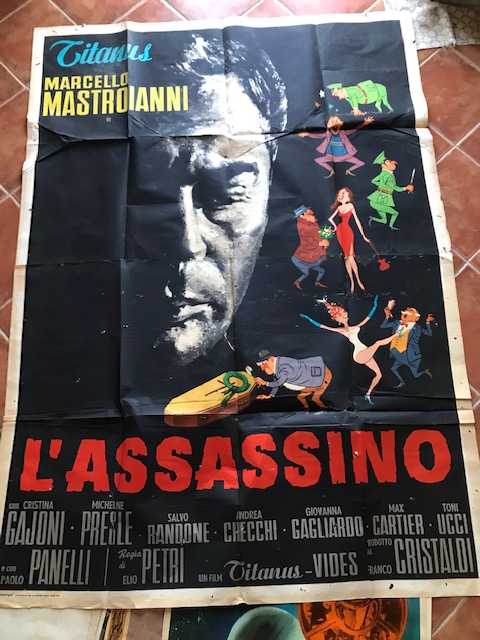 Titanus
MARCELLO
MASTROIANNI
in
L'ASSASSINO
CON CRISTINA GAJONI · MICHELINE PRESLE · SALVO RANDONE · ANDREA CHECCHI · GIOVANNA GAGLIARDO · MAX CARTIER · TONI UCCI
e con PAOLO PANELLI Regia di ELIO PETRI UN FILM Titanus-VIDES PRODOTTO DA FRANCO CRISTALDI